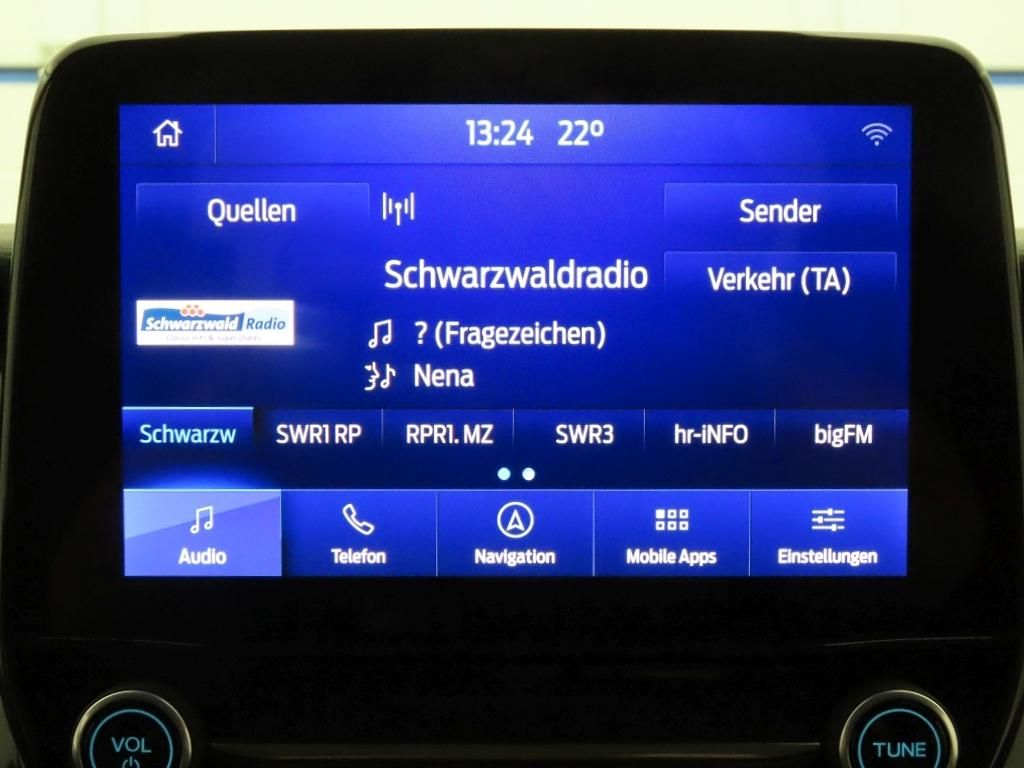 13:24 22º
Quellen
Sender
Schwarzwaldradio
Verkehr (TA)
Schwarzwald Radio
? (Fragezeichen)
Nena
Schwarzw SWR1 RP RPR1. MZ SWR3 hr-iNFO bigFM
Audio Telefon Navigation Mobile Apps Einstellungen
VOL TUNE